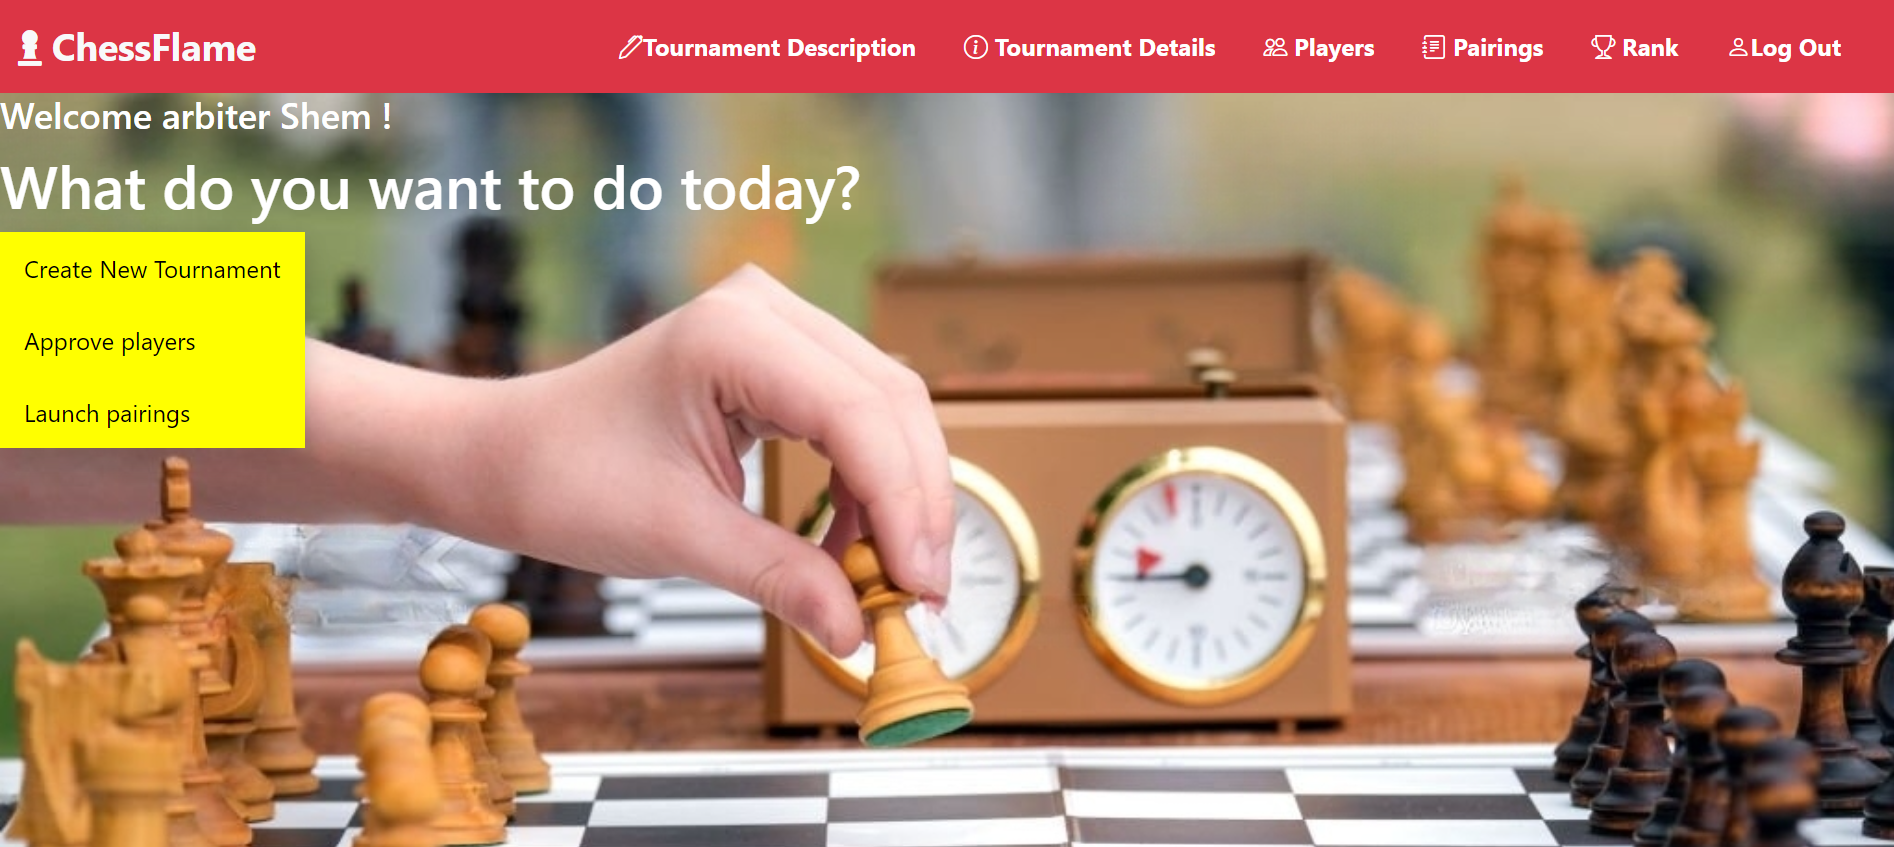 ChessFlame
Tournament Description
Tournament Details
Players
Pairings
Rank
Log Out
Welcome arbiter Shem !
What do you want to do today?
Create New Tournament
Approve players
Launch pairings